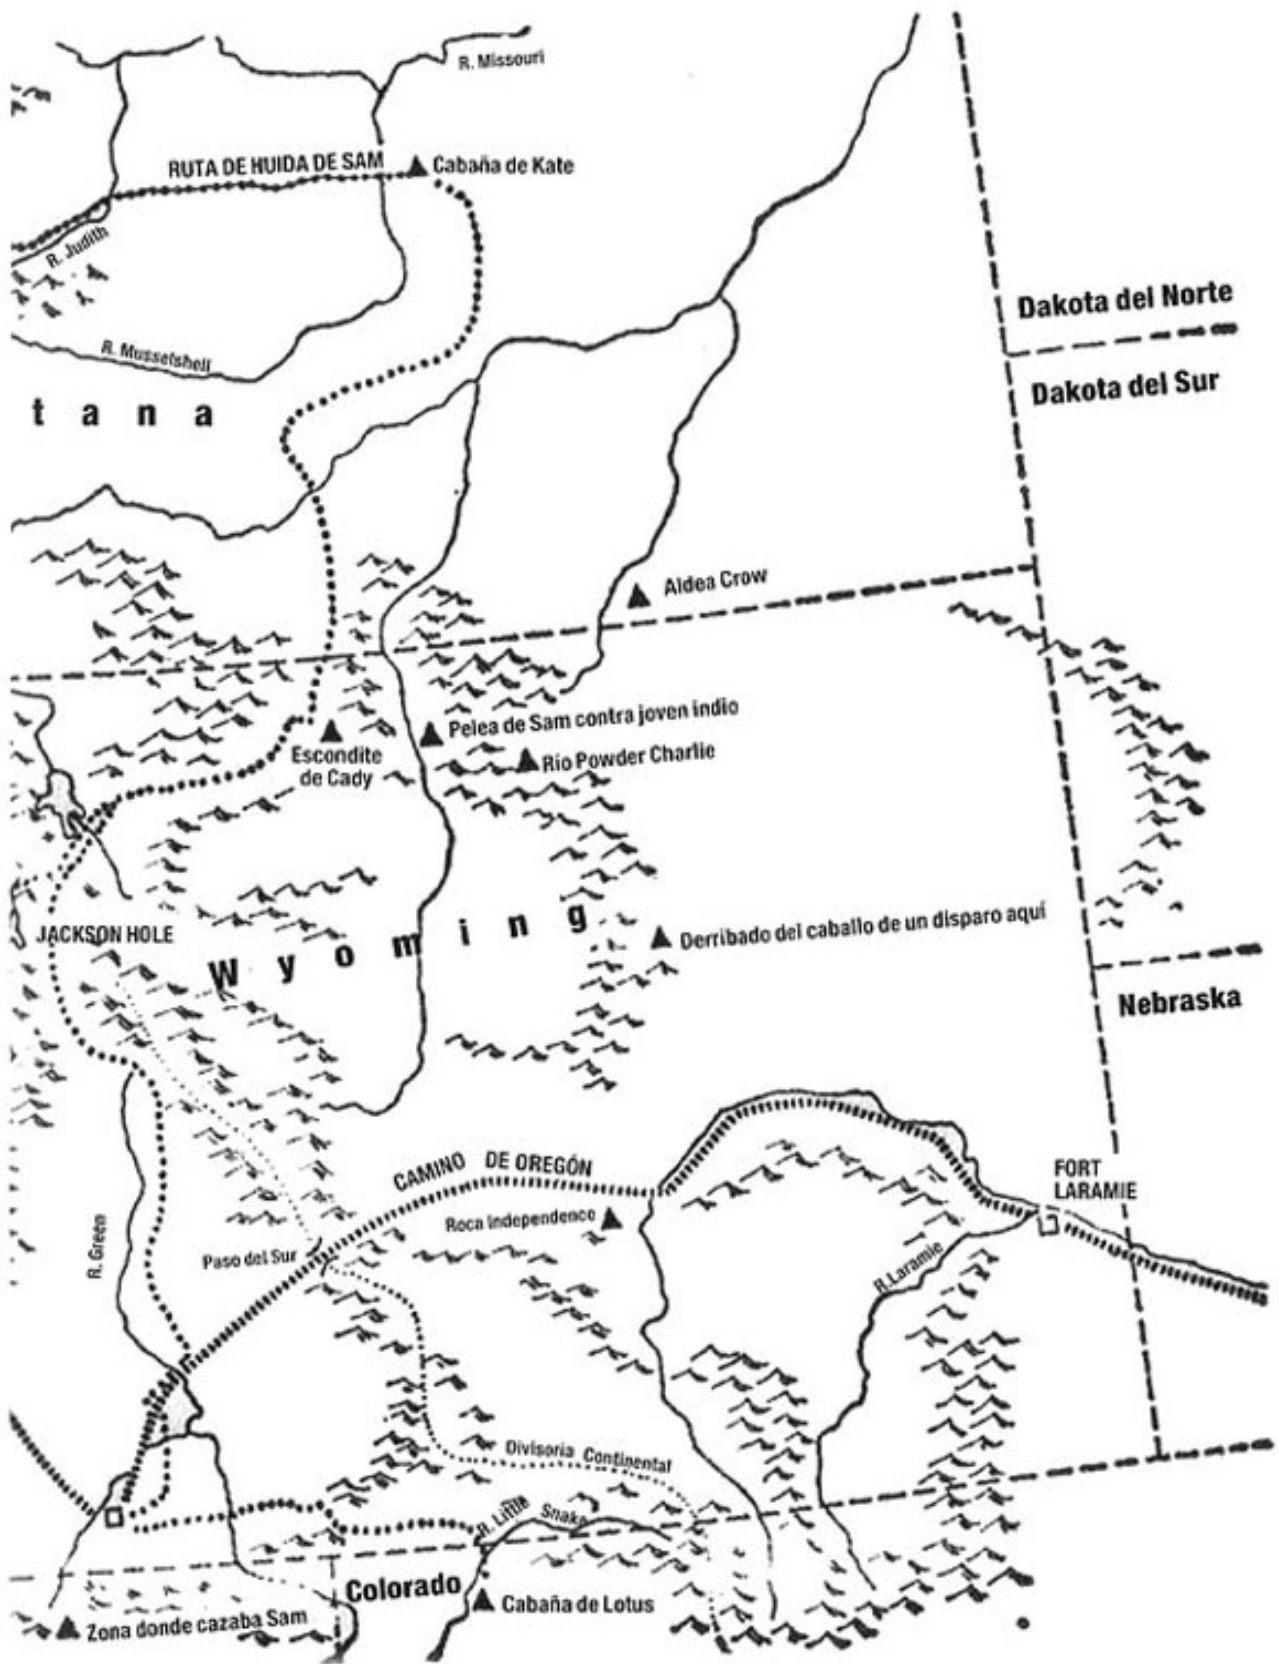 R. Missouri
RUTA DE HUIDA DE SAM
Cabaña de Kate
R. Judith
Dakota del Norte
R. Musselshell
Dakota del Sur
tana
Aldea Crow
Pelea de Sam contra joven indio
Escondite
de Cady
Río Powder Charlie
JACKSON HOLE
Wyoming
Derribado del caballo de un disparo aquí
Nebraska
CAMINO DE OREGÓN
FORT
LARAMIE
Roca Independence
R. Green
Paso del Sur
R. Laramie
Divisoria Continental
R. Little Snake
Colorado
Cabaña de Lotus
Zona donde cazaba Sam